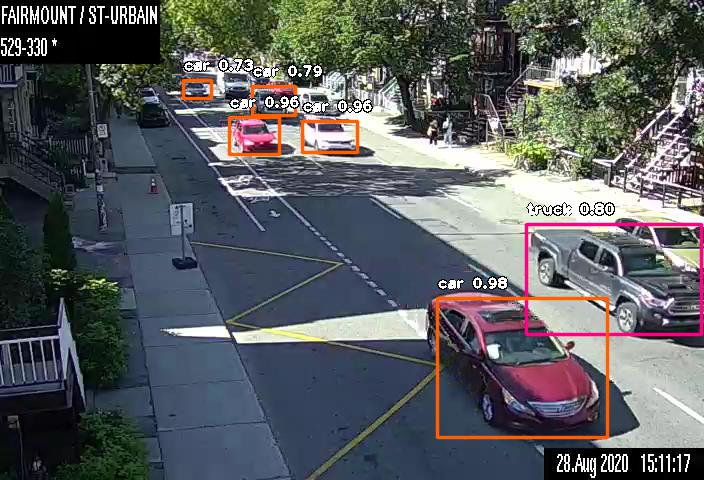 FAIRMOUNT / ST-URBAIN
529-330 *
car 0.73
car 0.79
car 0.96
car 0.96
truck 0.80
car 0.98
28.Aug 2020 15:11:17